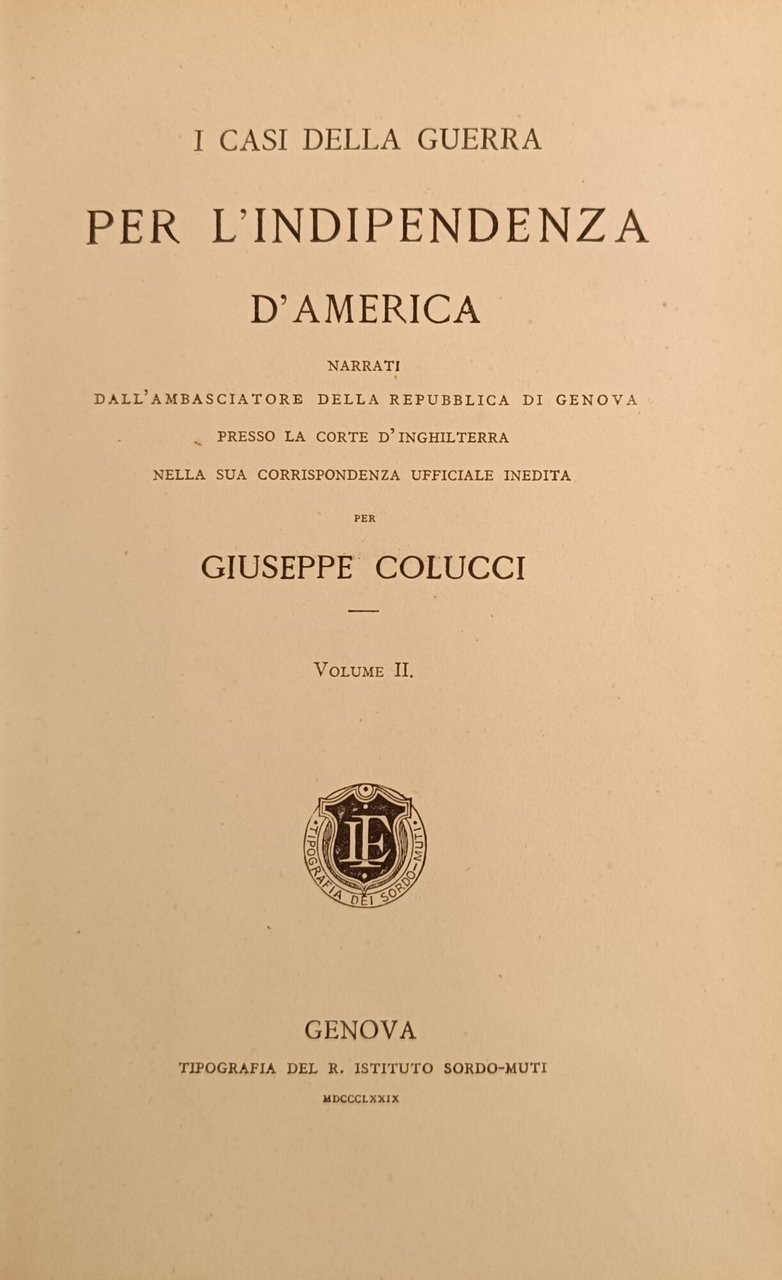 I CASI DELLA GUERRA
PER L'INDIPENDENZA
D'AMERICA
NARRATI
DALL'AMBASCIATORE DELLA REPUBBLICA DI GENOVA
PRESSO LA CORTE D'INGHILTERRA
NELLA SUA CORRISPONDENZA UFFICIALE INEDITA
PER
GIUSEPPE COLUCCI
VOLUME II.
IE
TIPOGRAFIA DEI SORDO-MUTI
GENOVA
TIPOGRAFIA DEL R. ISTITUTO SORDO-MUTI
MDCCCLXXIX